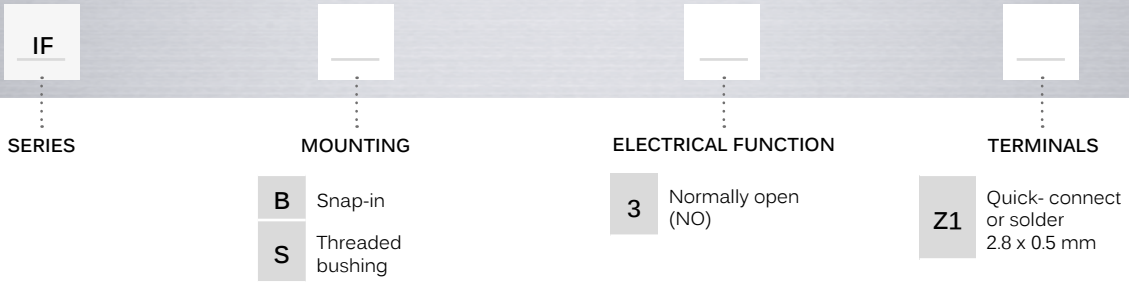 IF
SERIES
MOUNTING
ELECTRICAL FUNCTION
TERMINALS
B
Snap-in
S
Threaded
bushing
3
Normally open
(NO)
Z1
Quick- connect
or solder
2.8 x 0.5 mm